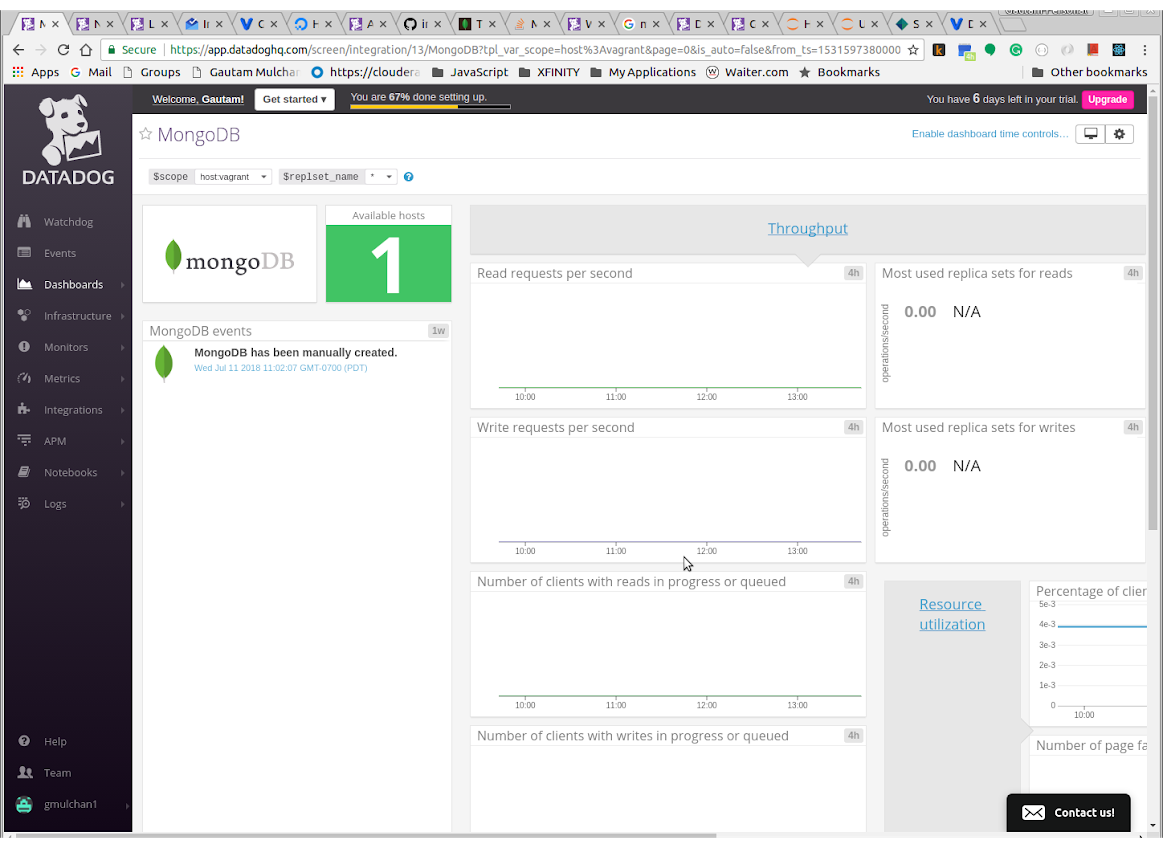 GautamPersonal
N
N
L
I
C
H
A
ir
T
N
V
n
D
C
H
U
S
D
Secure
https://app.datadoghq.com/screen/integration/13/MongoDB?tpl_var_scope=host%3Avagrant&page=0&is_auto=false&from_ts=1531597380000
Apps
Mail
Groups
Gautam Mulchan
https://cloudera
JavaScript
XFINITY
My Applications
Waiter.com
Bookmarks
Other bookmarks
DATADOG
Watchdog
Events
Dashboards
Infrastructure
Monitors
Metrics
Integrations
APM
Notebooks
Logs
Help
Team
gmulchan1
Welcome, Gautam!
Get started ▾
You are 67% done setting up.
You have 6 days left in your trial.
Upgrade
MongoDB
Enable dashboard time controls…
$scope host:vagrant
$replset_name *
?
mongoDB
Available hosts
1
MongoDB events 1w
MongoDB has been manually created.
Wed Jul 11 2018 11:02:07 GMT-0700 (PDT)
Throughput
Read requests per second 4h
10:00 11:00 12:00 13:00
Most used replica sets for reads 4h
operations/second
0.00 N/A
Write requests per second 4h
10:00 11:00 12:00 13:00
Most used replica sets for writes 4h
operations/second
0.00 N/A
Number of clients with reads in progress or queued 4h
10:00 11:00 12:00 13:00
Number of clients with writes in progress or queued 4h
Resource
utilization
Percentage of clier
5e-3
4e-3
3e-3
2e-3
1e-3
0
10:00
Number of page fa
Contact us!